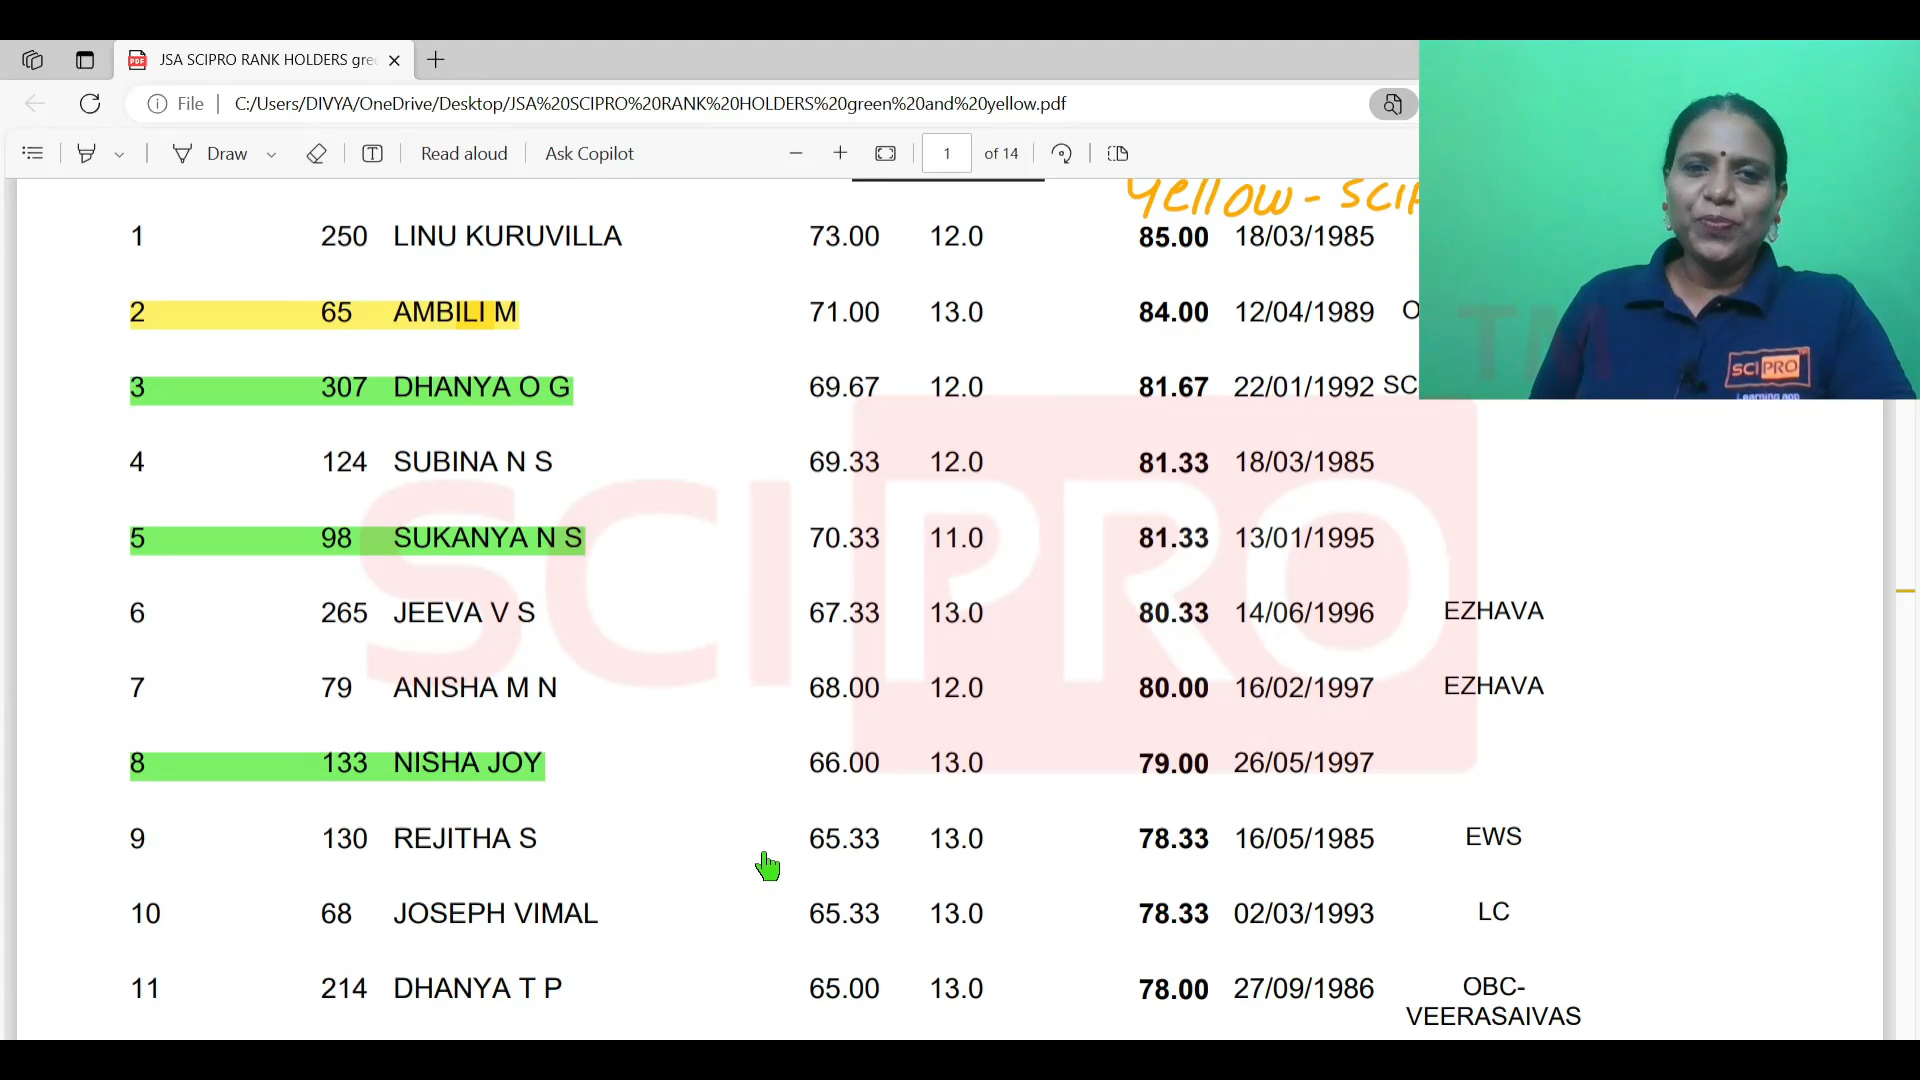 JSA SCIPRO RANK HOLDERS gree
File C:/Users/DIVYA/OneDrive/Desktop/JSA%20SCIPRO%20RANK%20HOLDERS%20green%20and%20yellow.pdf
Draw Read aloud Ask Copilot 1 of 14
Yellow - SCIP
1 250 LINU KURUVILLA 73.00 12.0 85.00 18/03/1985
2 65 AMBILI M 71.00 13.0 84.00 12/04/1989 O
3 307 DHANYA O G 69.67 12.0 81.67 22/01/1992 SC
4 124 SUBINA N S 69.33 12.0 81.33 18/03/1985
5 98 SUKANYA N S 70.33 11.0 81.33 13/01/1995
6 265 JEEVA V S 67.33 13.0 80.33 14/06/1996 EZHAVA
7 79 ANISHA M N 68.00 12.0 80.00 16/02/1997 EZHAVA
8 133 NISHA JOY 66.00 13.0 79.00 26/05/1997
9 130 REJITHA S 65.33 13.0 78.33 16/05/1985 EWS
10 68 JOSEPH VIMAL 65.33 13.0 78.33 02/03/1993 LC
11 214 DHANYA T P 65.00 13.0 78.00 27/09/1986 OBC-
VEERASAIVAS
SCIPRO
TM
SCIPRO
Learning app